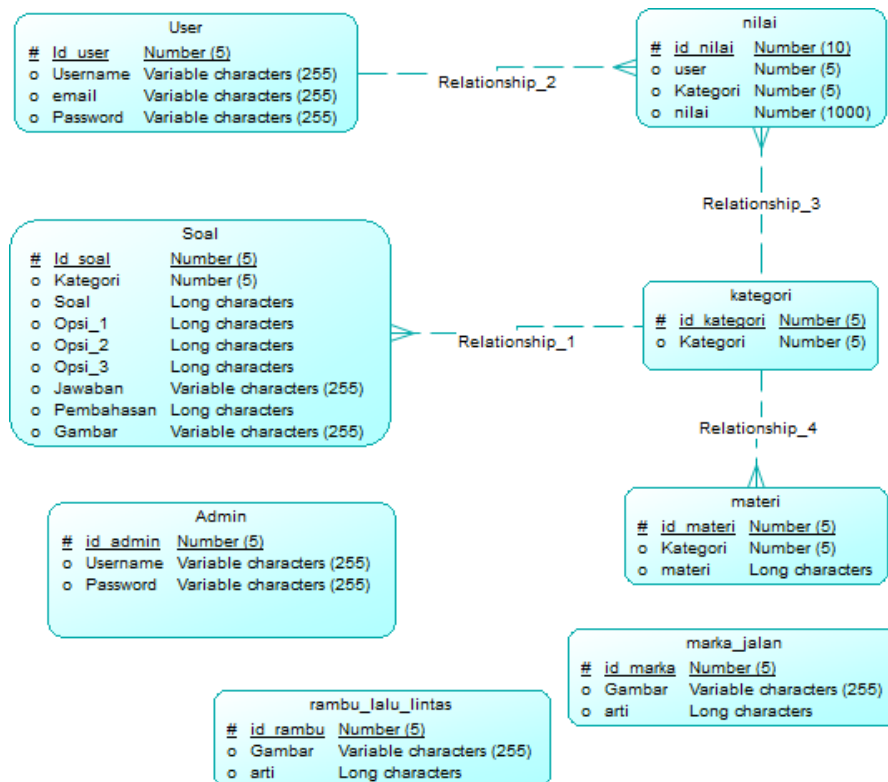 User
# Id_user Number (5)
o Username Variable characters (255)
o email Variable characters (255)
o Password Variable characters (255)
Relationship_2
nilai
# id_nilai Number (10)
o user Number (5)
o Kategori Number (5)
o nilai Number (1000)
Relationship_3
Soal
# Id_soal Number (5)
o Kategori Number (5)
o Soal Long characters
o Opsi_1 Long characters
o Opsi_2 Long characters
o Opsi_3 Long characters
o Jawaban Variable characters (255)
o Pembahasan Long characters
o Gambar Variable characters (255)
Relationship_1
kategori
# id_kategori Number (5)
o Kategori Number (5)
Relationship_4
Admin
# id_admin Number (5)
o Username Variable characters (255)
o Password Variable characters (255)
materi
# id_materi Number (5)
o Kategori Number (5)
o materi Long characters
marka_jalan
# id_marka Number (5)
o Gambar Variable characters (255)
o arti Long characters
rambu_lalu_lintas
# id_rambu Number (5)
o Gambar Variable characters (255)
o arti Long characters